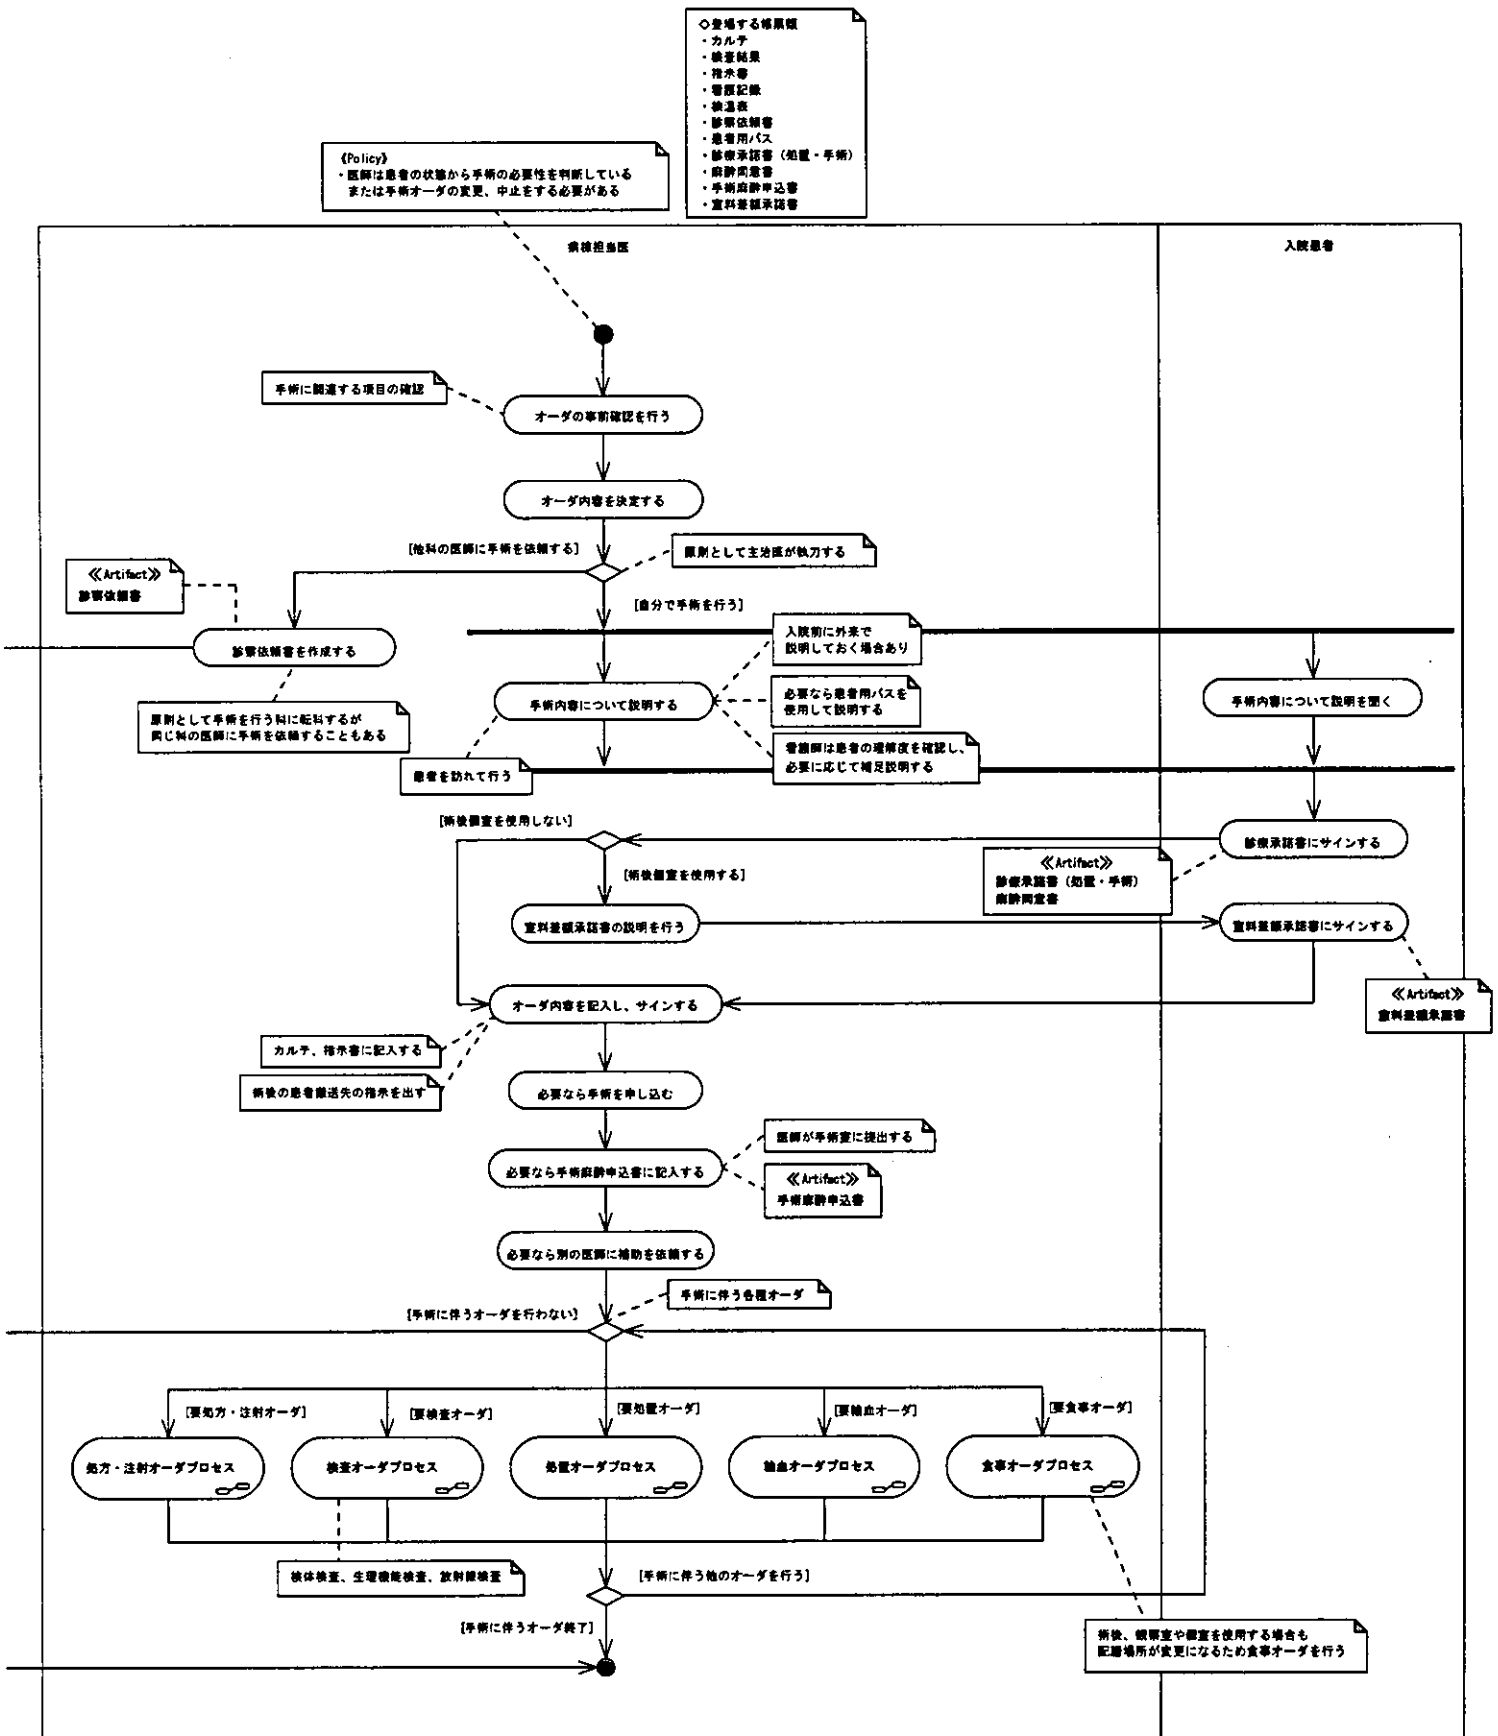 ◇登場する帳票類
・カルテ
・検査結果
・指示書
・看護記録
・検温表
・診察依頼書
・患者用パス
・診療承諾書（処置・手術）
・麻酔同意書
・手術麻酔申込書
・室料差額承諾書
《Policy》
・医師は患者の状態から手術の必要性を判断している
または手術オーダの変更、中止をする必要がある
病棟担当医
入院患者
手術に関連する項目の確認
オーダの事前確認を行う
オーダ内容を決定する
[他科の医師に手術を依頼する]
原則として主治医が執刀する
≪Artifact≫
診察依頼書
[自分で手術を行う]
診察依頼書を作成する
入院前に外来で
説明しておく場合あり
手術内容について説明する
必要なら患者用パスを
使用して説明する
手術内容について説明を聞く
原則として手術を行う科に転科するが
同じ科の医師に手術を依頼することもある
患者を訪れて行う
看護師は患者の理解度を確認し、
必要に応じて補足説明する
[術後個室を使用しない]
診療承諾書にサインする
[術後個室を使用する]
≪Artifact≫
診療承諾書（処置・手術）
麻酔同意書
室料差額承諾書の説明を行う
室料差額承諾書にサインする
オーダ内容を記入し、サインする
≪Artifact≫
室料差額承諾書
カルテ、指示書に記入する
術後の患者搬送先の指示を出す
必要なら手術を申し込む
医師が手術室に提出する
必要なら手術麻酔申込書に記入する
≪Artifact≫
手術麻酔申込書
必要なら別の医師に補助を依頼する
手術に伴う各種オーダ
[手術に伴うオーダを行わない]
[要処方・注射オーダ]
[要検査オーダ]
[要処置オーダ]
[要輸血オーダ]
[要食事オーダ]
処方・注射オーダプロセス
検査オーダプロセス
処置オーダプロセス
輸血オーダプロセス
食事オーダプロセス
検体検査、生理機能検査、放射線検査
[手術に伴う他のオーダを行う]
[手術に伴うオーダ終了]
術後、観察室や個室を使用する場合も
配膳場所が変更になるため食事オーダを行う